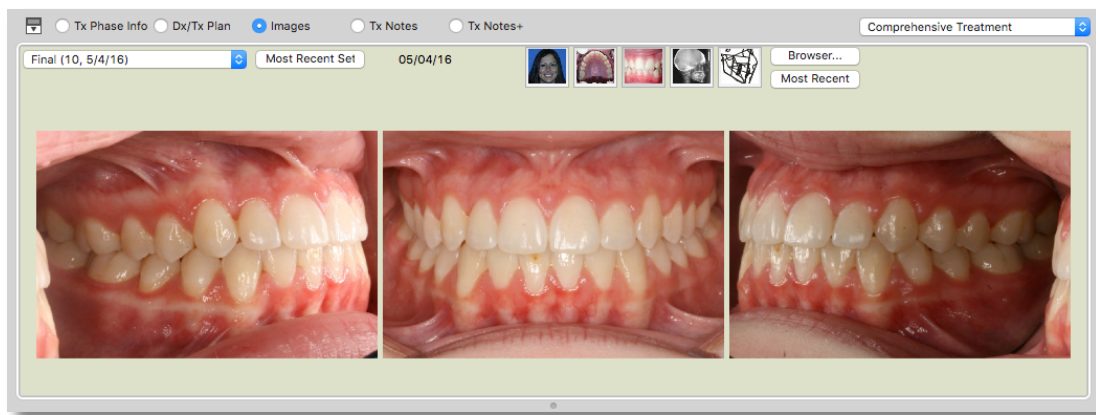 Tx Phase Info Dx/Tx Plan Images Tx Notes Tx Notes+ Comprehensive Treatment
Final (10, 5/4/16) Most Recent Set 05/04/16 Browser...
Most Recent